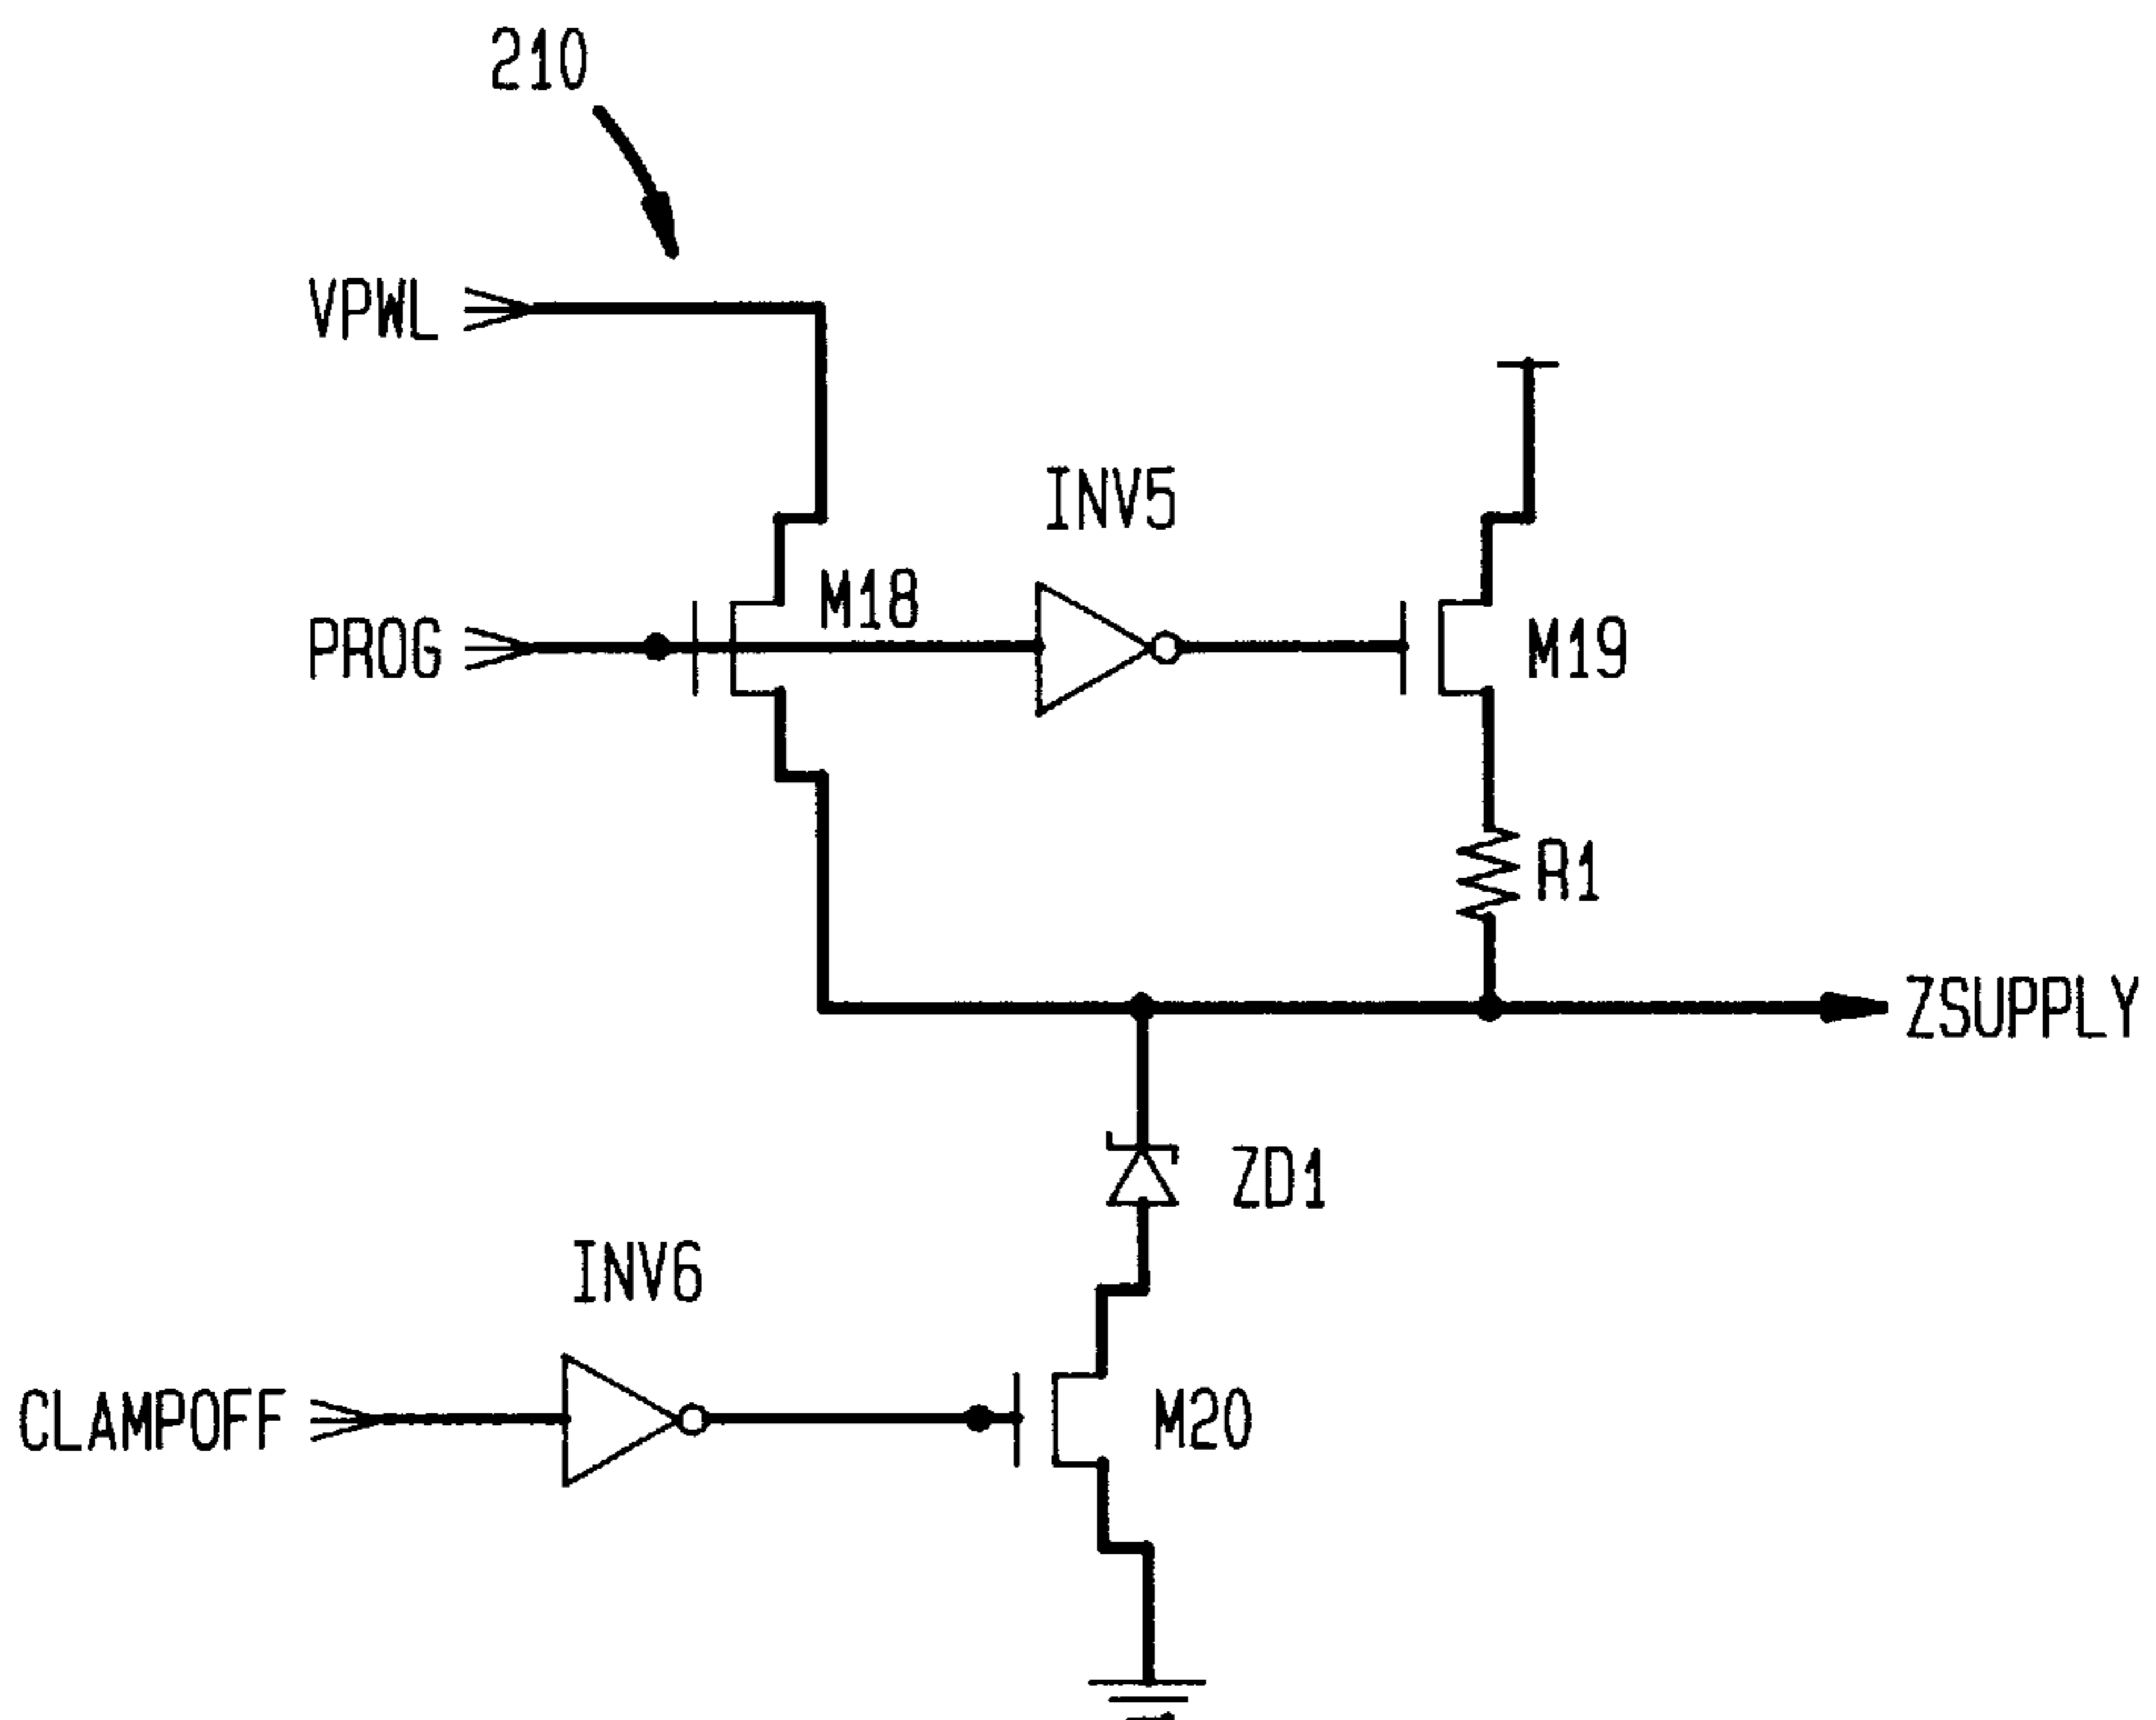 210
VPWL
INV5
M18
PROG
M19
R1
ZSUPPLY
ZD1
INV6
CLAMPOFF
M20